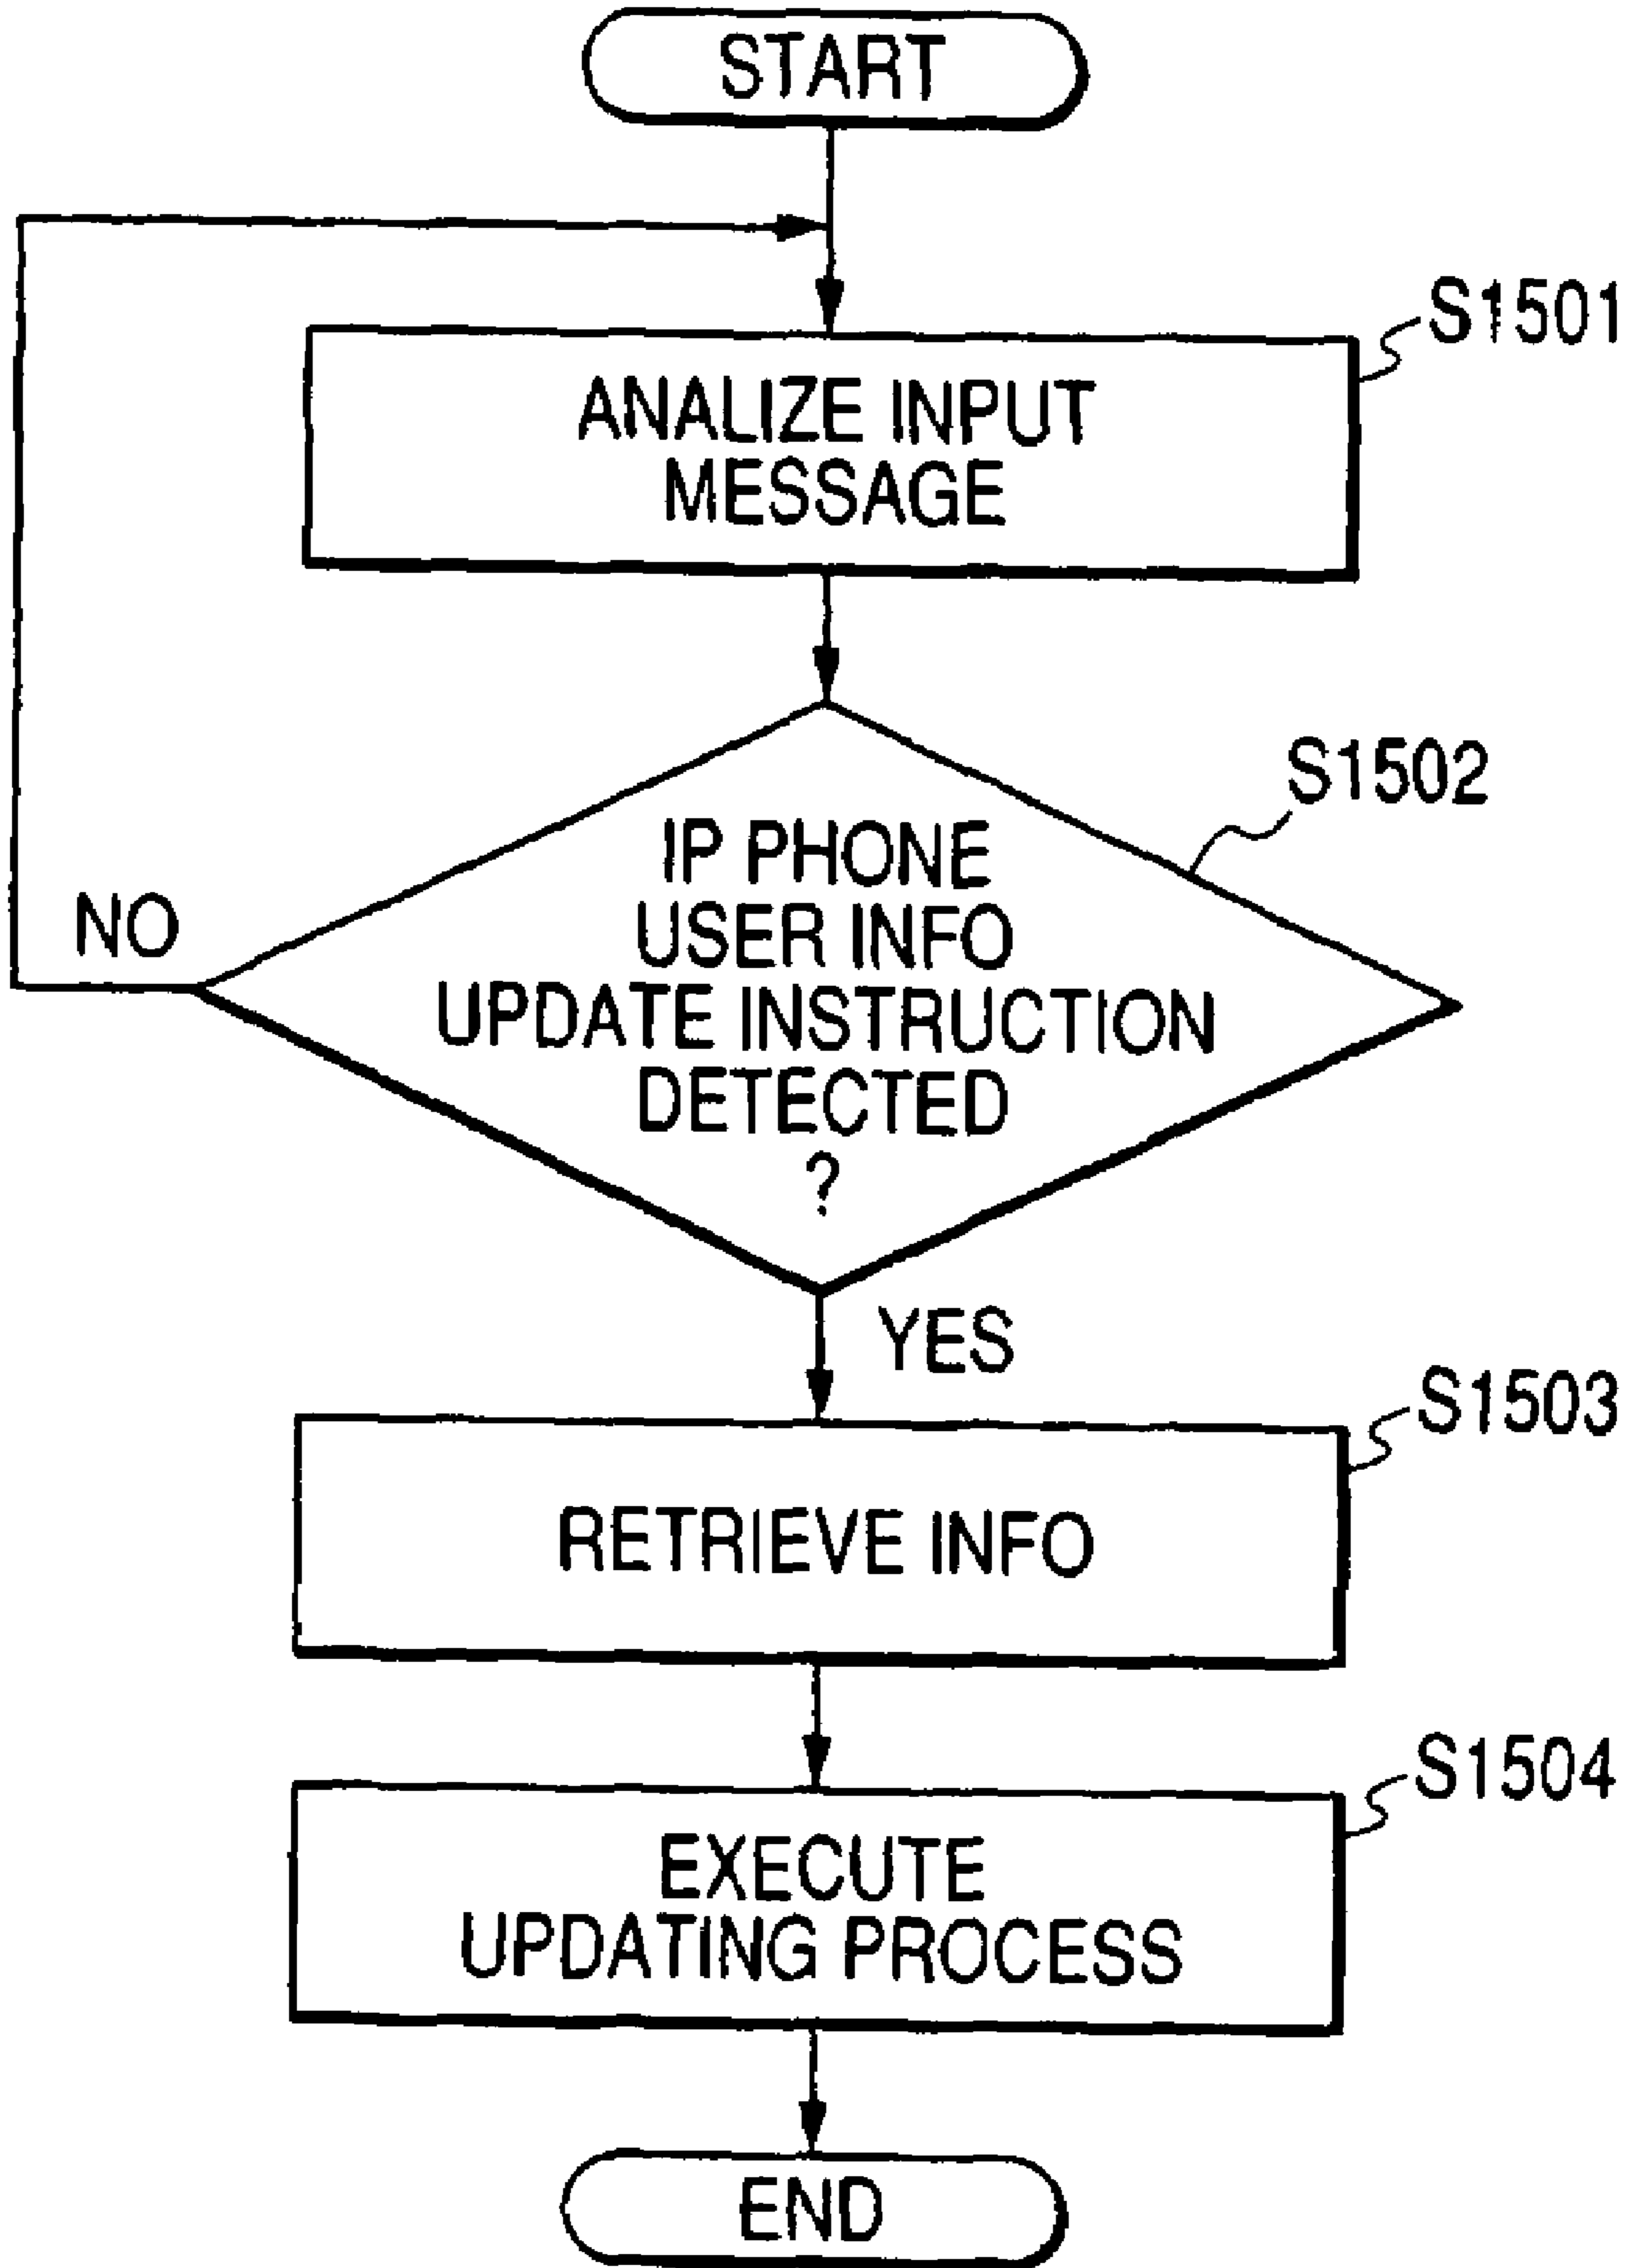 START
S1501
ANALIZE INPUT
MESSAGE
S1502
IP PHONE
USER INFO
UPDATE INSTRUCTION
DETECTED
?
NO
YES
S1503
RETRIEVE INFO
S1504
EXECUTE
UPDATING PROCESS
END